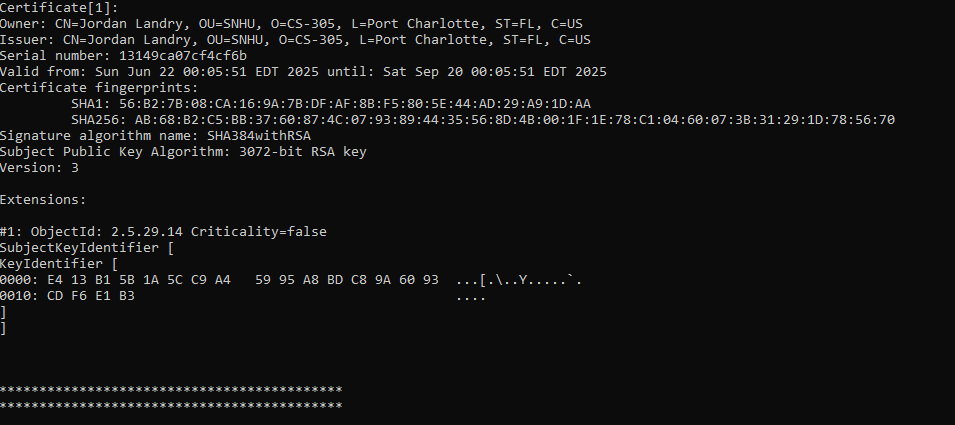 Certificate[1]:
Owner: CN=Jordan Landry, OU=SNHU, O=CS-305, L=Port Charlotte, ST=FL, C=US
Issuer: CN=Jordan Landry, OU=SNHU, O=CS-305, L=Port Charlotte, ST=FL, C=US
Serial number: 13149ca07cf4cf6b
Valid from: Sun Jun 22 00:05:51 EDT 2025 until: Sat Sep 20 00:05:51 EDT 2025
Certificate fingerprints:
SHA1: 56:B2:7B:08:CA:16:9A:7B:DF:AF:8B:F5:80:5E:44:AD:29:A9:1D:AA
SHA256: AB:68:B2:C5:BB:37:60:87:4C:07:93:89:44:35:56:8D:4B:00:1F:1E:78:C1:04:60:07:3B:31:29:1D:78:56:70
Signature algorithm name: SHA384withRSA
Subject Public Key Algorithm: 3072-bit RSA key
Version: 3
Extensions:
#1: ObjectId: 2.5.29.14 Criticality=false
SubjectKeyIdentifier [
KeyIdentifier [
0000: E4 13 B1 5B 1A 5C C9 A4   59 95 A8 BD C8 9A 60 93  ...[.\..Y.....`.
0010: CD F6 E1 B3                                        ....
]
]
*******************************************
*******************************************